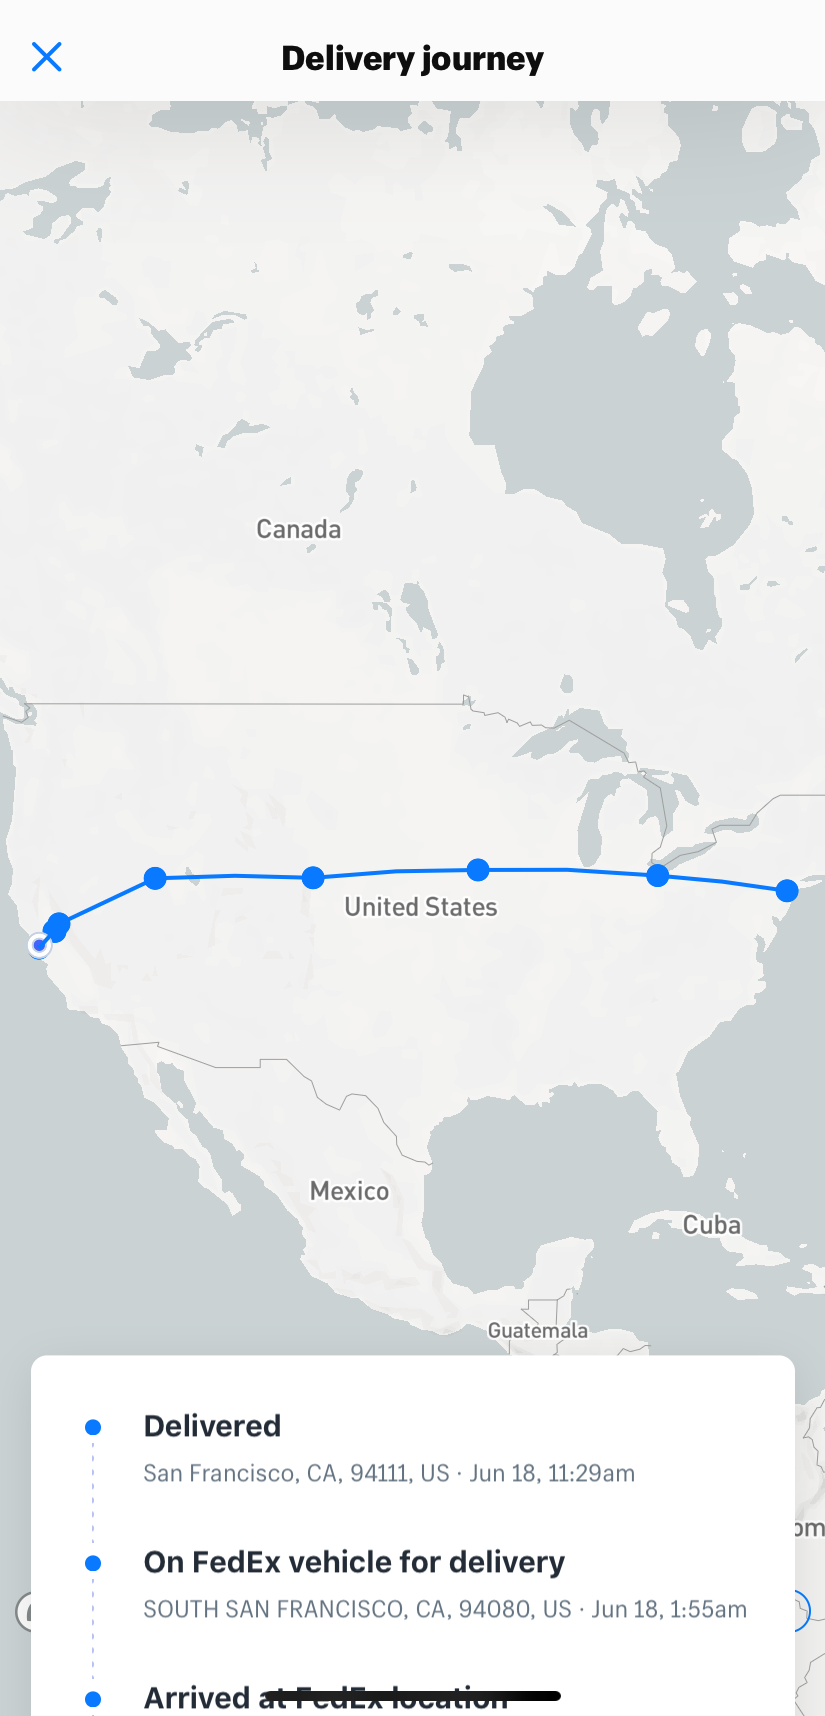 Delivery journey
Canada
United States
Mexico
Cuba
Guatemala
Delivered
San Francisco, CA, 94111, US · Jun 18, 11:29am
om
On FedEx vehicle for delivery
SOUTH SAN FRANCISCO, CA, 94080, US · Jun 18, 1:55am
Arrived at FedEx location